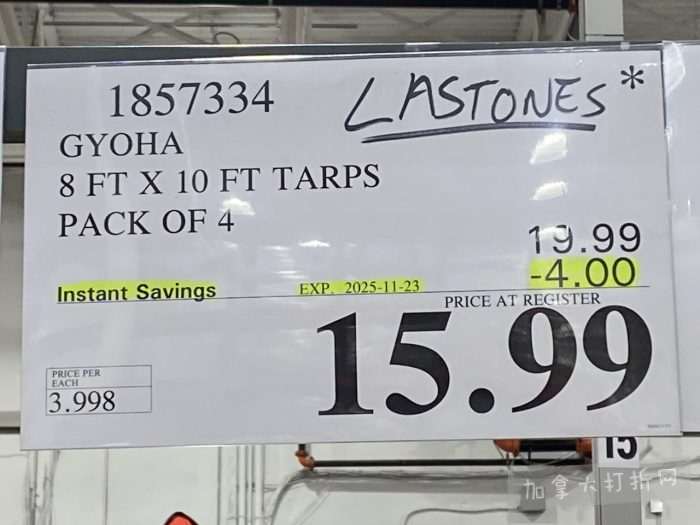 1857334
LASTONES *
GYOHA
8 FT X 10 FT TARPS
PACK OF 4
19.99
Instant Savings EXP. 2025-11-23 -4.00
PRICE AT REGISTER
15.99
PRICE PER
EACH
3.998
15
加拿大打折网